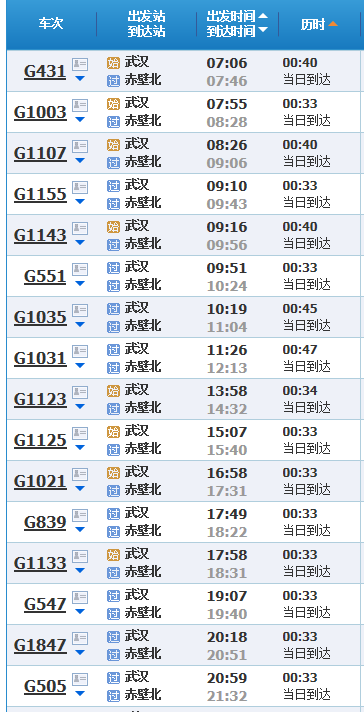 车次 出发站 出发时间 历时
到达站 到达时间
G431 始 武汉 07:06 00:40
过 赤壁北 07:46 当日到达
G1003 始 武汉 07:55 00:33
过 赤壁北 08:28 当日到达
G1107 始 武汉 08:26 00:40
过 赤壁北 09:06 当日到达
G1155 过 武汉 09:10 00:33
过 赤壁北 09:43 当日到达
G1143 始 武汉 09:16 00:40
过 赤壁北 09:56 当日到达
G551 过 武汉 09:51 00:33
过 赤壁北 10:24 当日到达
G1035 过 武汉 10:19 00:45
过 赤壁北 11:04 当日到达
G1031 过 武汉 11:26 00:47
过 赤壁北 12:13 当日到达
G1123 始 武汉 13:58 00:34
过 赤壁北 14:32 当日到达
G1125 始 武汉 15:07 00:33
过 赤壁北 15:40 当日到达
G1021 始 武汉 16:58 00:33
过 赤壁北 17:31 当日到达
G839 过 武汉 17:49 00:33
过 赤壁北 18:22 当日到达
G1133 始 武汉 17:58 00:33
过 赤壁北 18:31 当日到达
G547 过 武汉 19:07 00:33
过 赤壁北 19:40 当日到达
G1847 过 武汉 20:18 00:33
过 赤壁北 20:51 当日到达
G505 过 武汉 20:59 00:33
过 赤壁北 21:32 当日到达